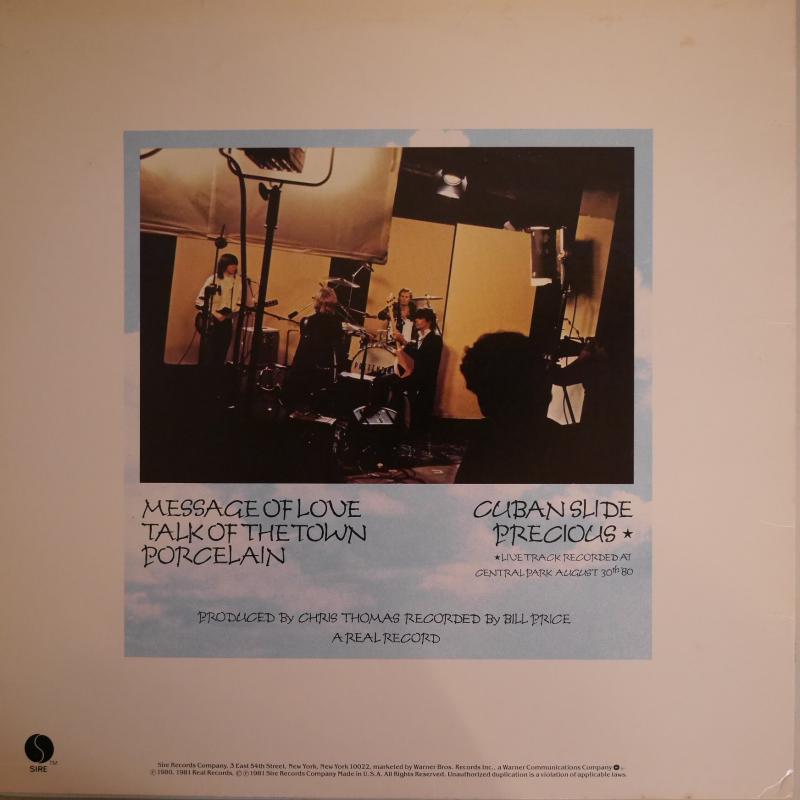 MESSAGE OF LOVE
TALK OF THE TOWN
PORCELAIN
CUBAN SLIDE
PRECIOUS ★
★LIVE TRACK RECORDED AT
CENTRAL PARK AUGUST 30th 80
PRODUCED By CHRIS THOMAS RECORDED By BILL PRICE
A REAL RECORD
SIRE TM
Sire Records Company, 3 East 54th Street, New York, New York 10022, marketed by Warner Bros. Records Inc., a Warner Communications Company
℗ 1980, 1981 Real Records, ©℗1981 Sire Records Company Made in U.S.A. All Rights Reserved. Unauthorized duplication is a violation of applicable laws.